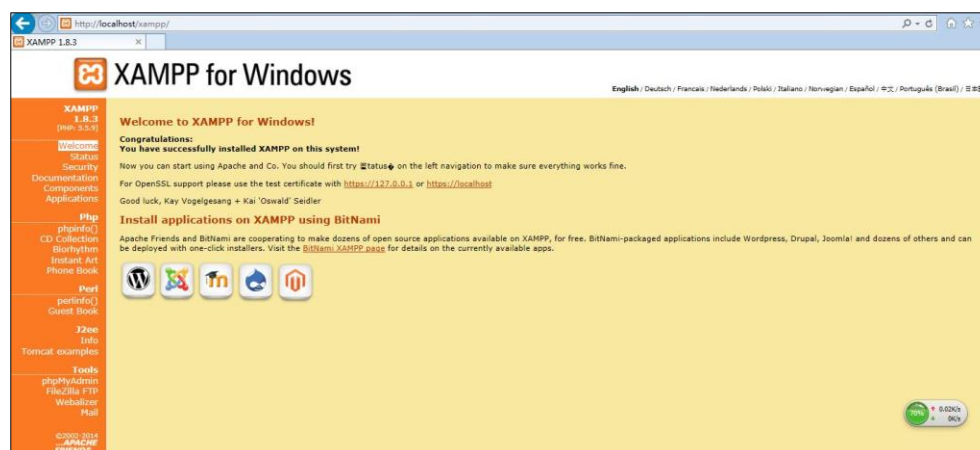 http://localhost/xampp/
XAMPP 1.8.3
XAMPP for Windows
English / Deutsch / Francais / Nederlands / Polski / Italiano / Norwegian / Español / 中文 / Português (Brasil) / 日本
XAMPP
1.8.3
[PHP: 5.5.9]
Welcome
Status
Security
Documentation
Components
Applications
Php
phpinfo()
CD Collection
Biorhythm
Instant Art
Phone Book
Perl
perlinfo()
Guest Book
J2ee
Info
Tomcat examples
Tools
phpMyAdmin
FileZilla FTP
Webalizer
Mail
©2002-2014
...APACHE
FRIENDS
Welcome to XAMPP for Windows!
Congratulations:
You have successfully installed XAMPP on this system!
Now you can start using Apache and Co. You should first try tatus on the left navigation to make sure everything works fine.
For OpenSSL support please use the test certificate with https://127.0.0.1 or https://localhost
Good luck, Kay Vogelgesang + Kai 'Oswald' Seidler
Install applications on XAMPP using BitNami
Apache Friends and BitNami are cooperating to make dozens of open source applications available on XAMPP, for free. BitNami-packaged applications include Wordpress, Drupal, Joomla! and dozens of others and can
be deployed with one-click installers. Visit the BitNami XAMPP page for details on the currently available apps.
70%
0.02K/s
0K/s